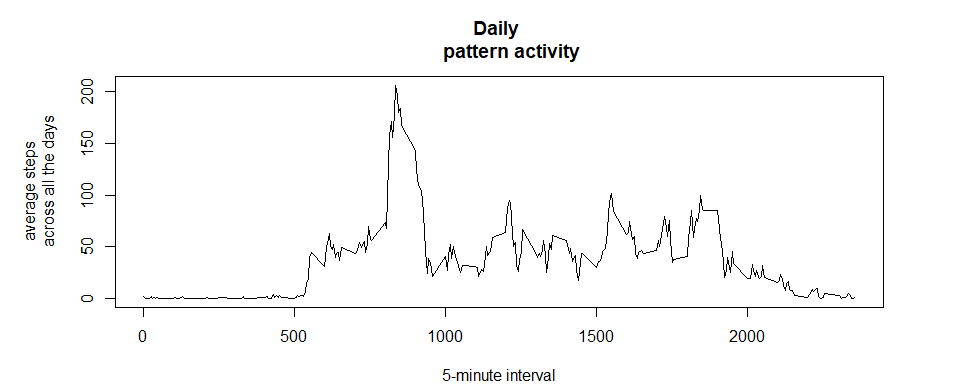 Daily
pattern activity
average steps
across all the days
200
150
100
50
0
0 500 1000 1500 2000
5-minute interval